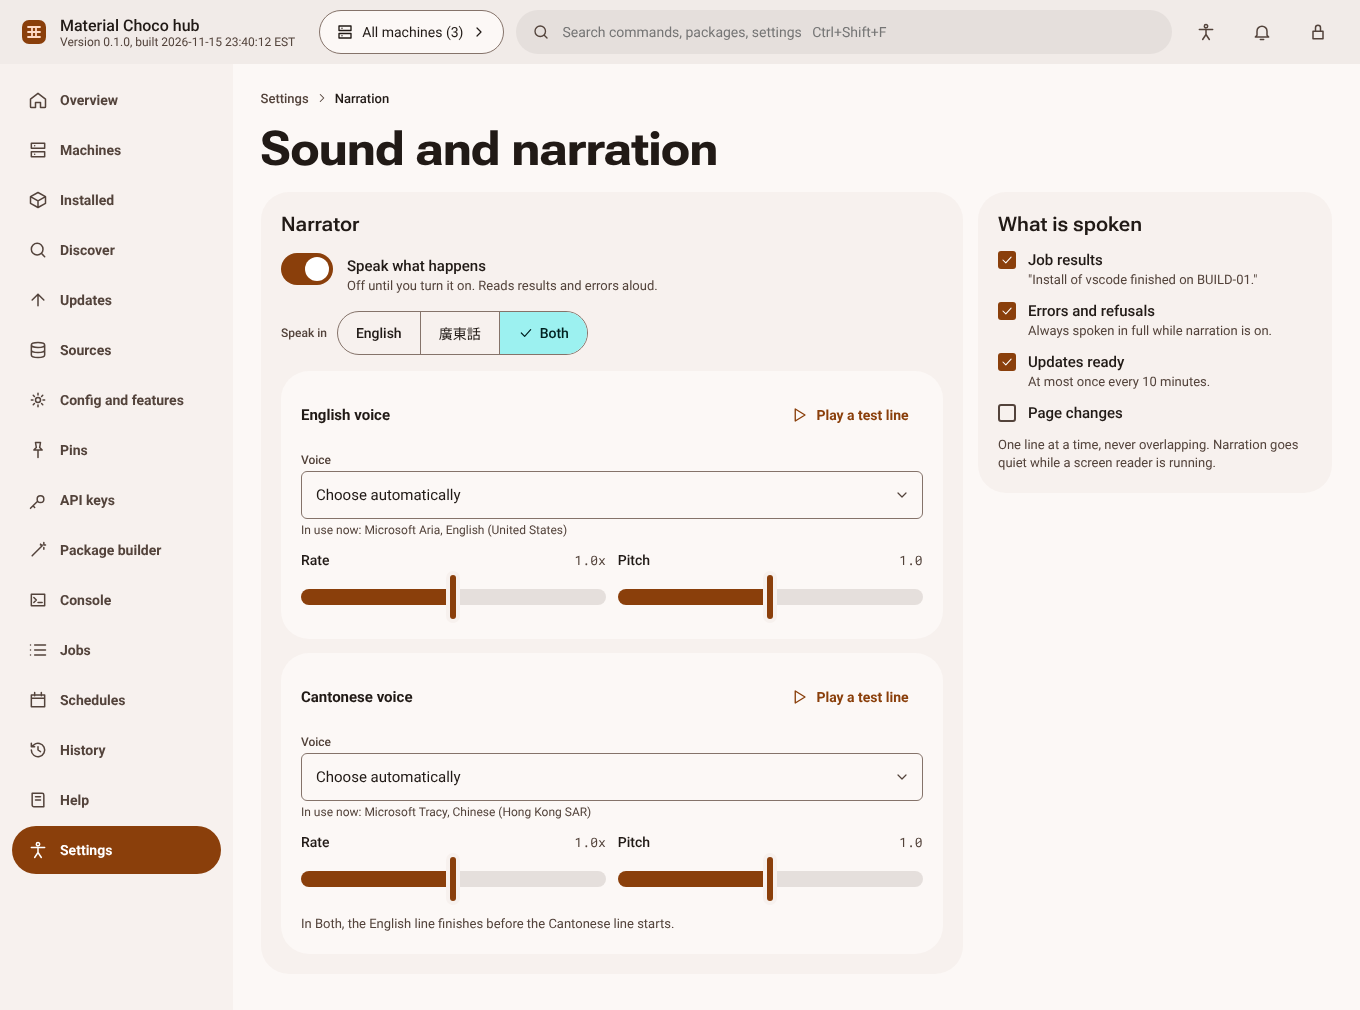 Material Choco hub
Version 0.1.0, built 2026-11-15 23:40:12 EST
All machines (3)
Search commands, packages, settings Ctrl+Shift+F
Overview
Machines
Installed
Discover
Updates
Sources
Config and features
Pins
API keys
Package builder
Console
Jobs
Schedules
History
Help
Settings
Settings > Narration
Sound and narration
Narrator
Speak what happens
Off until you turn it on. Reads results and errors aloud.
Speak in English 廣東話 Both
English voice
Play a test line
Voice
Choose automatically
In use now: Microsoft Aria, English (United States)
Rate 1.0x Pitch 1.0
Cantonese voice
Play a test line
Voice
Choose automatically
In use now: Microsoft Tracy, Chinese (Hong Kong SAR)
Rate 1.0x Pitch 1.0
In Both, the English line finishes before the Cantonese line starts.
What is spoken
Job results
"Install of vscode finished on BUILD-01."
Errors and refusals
Always spoken in full while narration is on.
Updates ready
At most once every 10 minutes.
Page changes
One line at a time, never overlapping. Narration goes
quiet while a screen reader is running.